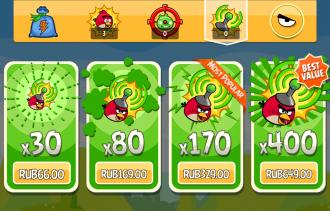 3
0
0
MOST POPULAR
BEST
VALUE
x30
x80
x170
x400
RUB66.00
RUB169.00
RUB329.00
RUB649.00